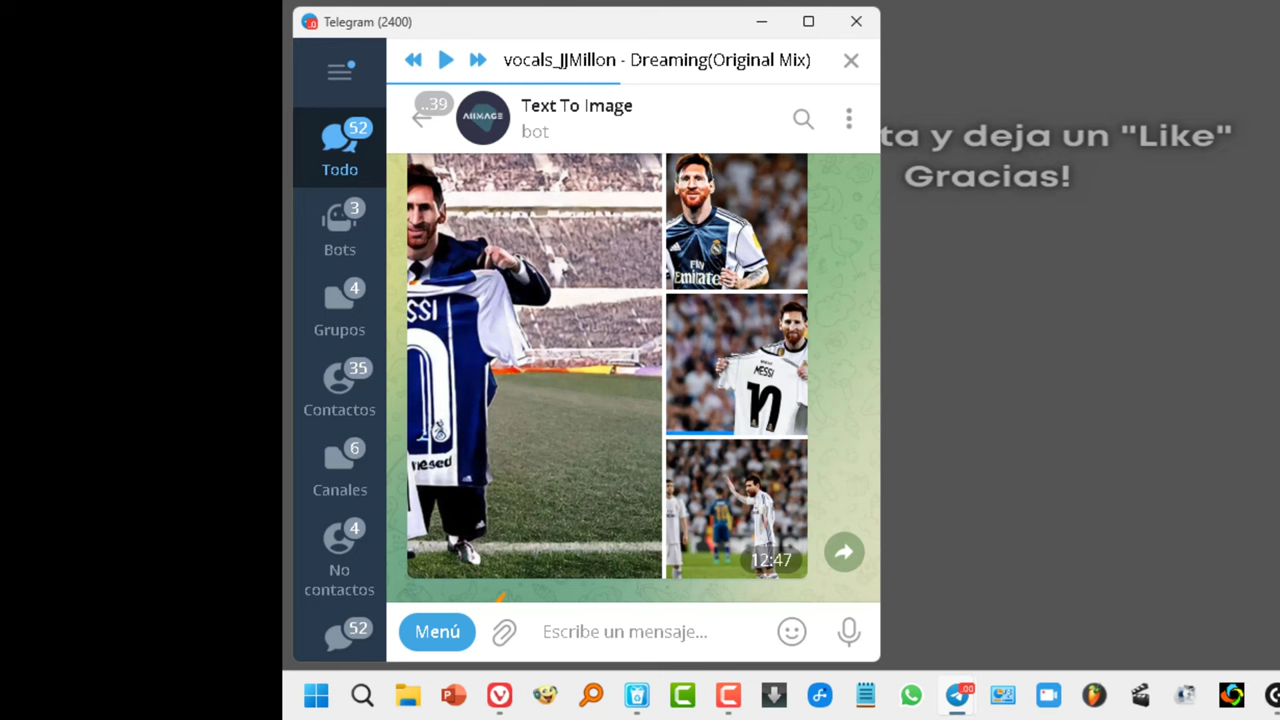 Telegram (2400)
vocals_JJMillon - Dreaming(Original Mix)
..39
AIIMAGE
Text To Image
bot
ta y deja un "Like"
Gracias!
52
Todo
3
Bots
4
Grupos
35
Contactos
6
Canales
4
No
contactos
52
Fly
Emirates
MESSI
12:47
Menú
Escribe un mensaje...